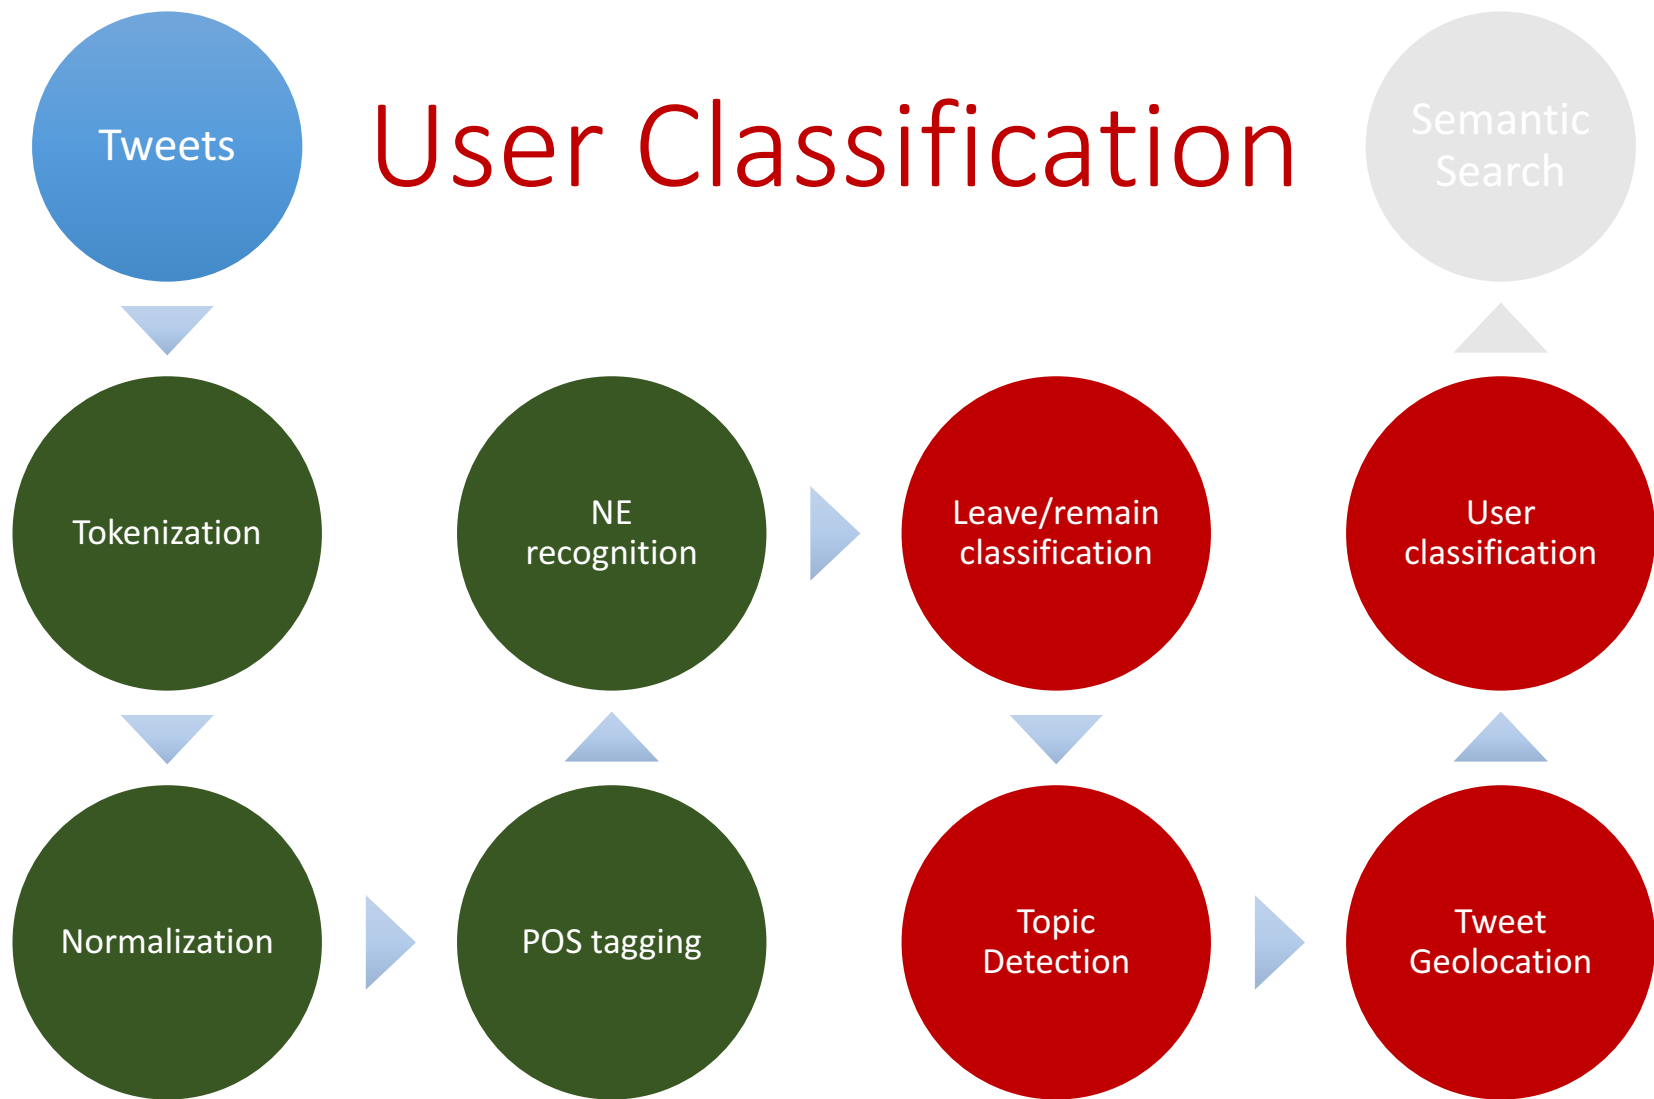 Tweets
User Classification
Semantic
Search
Tokenization
NE
recognition
Leave/remain
classification
User
classification
Normalization
POS tagging
Topic
Detection
Tweet
Geolocation